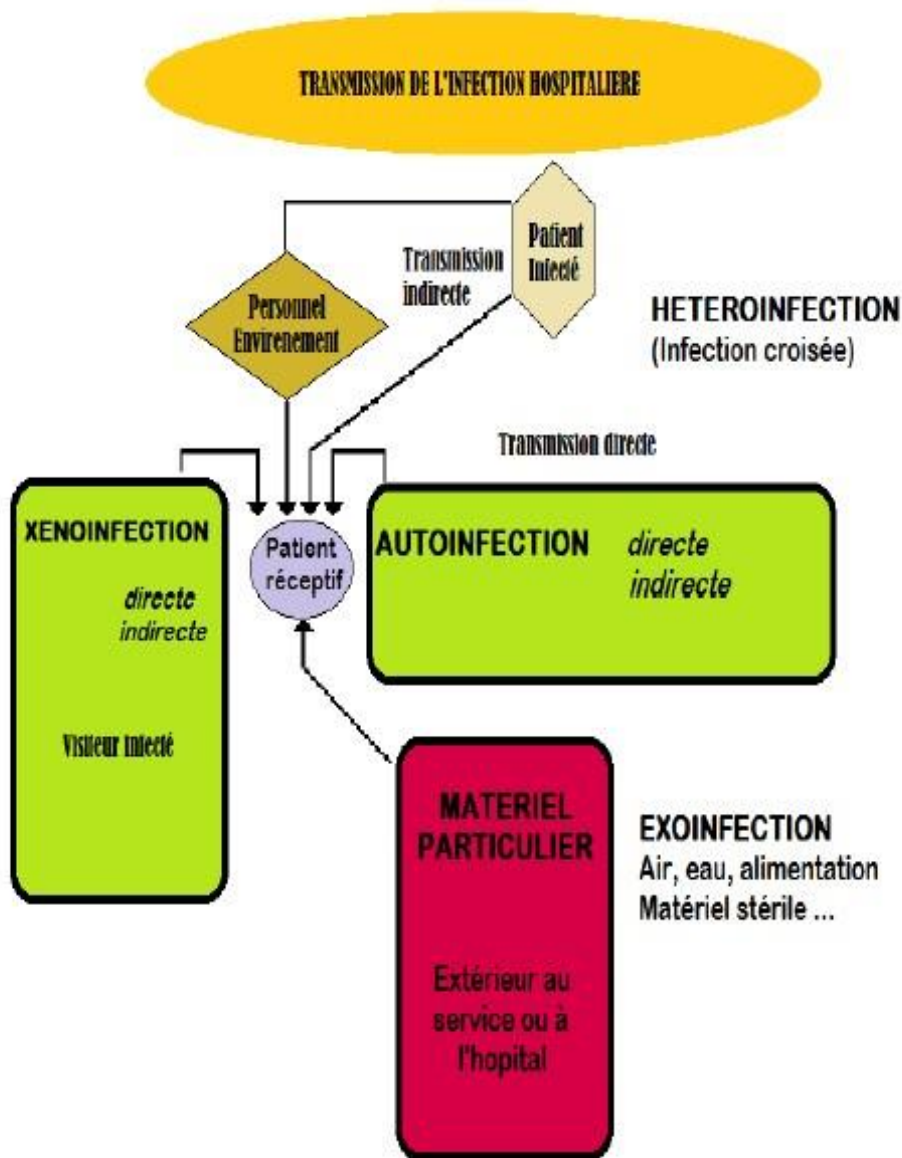 TRANSMISSION DE L'INFECTION HOSPITALIERE
Patient
Infecté
Transmission
indirecte
Personnel
Envirenement
HETEROINFECTION
(Infection croisée)
Transmission directe
XENOINFECTION
directe
indirecte
Visiteur infecté
Patient
réceptif
AUTOINFECTION directe
indirecte
MATERIEL
PARTICULIER
Extérieur au
service ou à
l'hopital
EXOINFECTION
Air, eau, alimentation
Matériel stérile ...